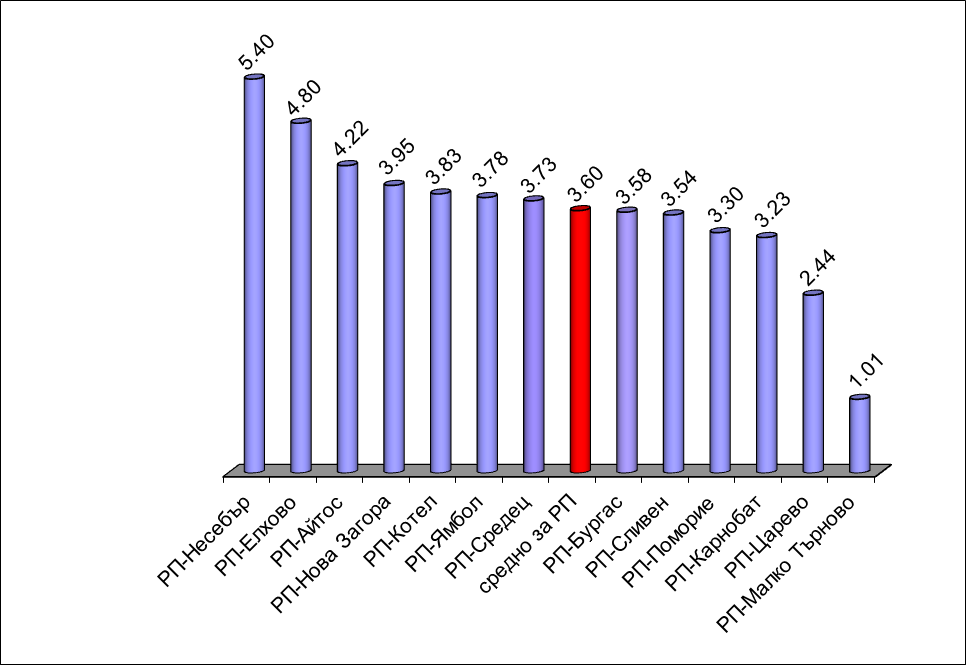 5.40
4.80
4.22
3.95
3.83
3.78
3.73
3.60
3.58
3.54
3.30
3.23
2.44
1.01
РП-Несебър
РП-Елхово
РП-Айтос
РП-Нова Загора
РП-Котел
РП-Ямбол
РП-Средец
средно за РП
РП-Бургас
РП-Сливен
РП-Поморие
РП-Карнобат
РП-Царево
РП-Малко Търново